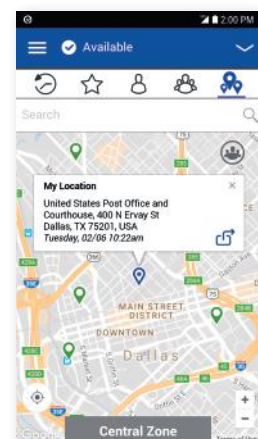 2:00 PM
Available
Search
My Location
United States Post Office and
Courthouse, 400 N Ervay St
Dallas, TX 75201, USA
Tuesday, 02/06 10:22am
MAIN STREET
DISTRICT
DOWNTOWN
Dallas
Central Zone